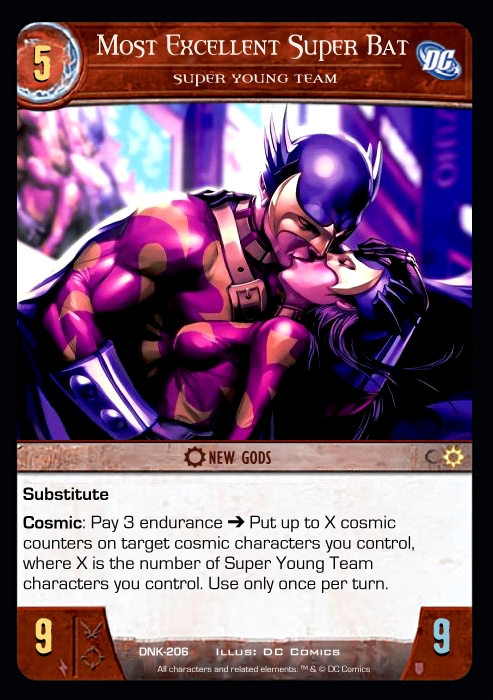 5
MOST EXCELLENT SUPER BAT
SUPER YOUNG TEAM
DC
NEW GODS
C
Substitute
Cosmic: Pay 3 endurance ➔ Put up to X cosmic
counters on target cosmic characters you control,
where X is the number of Super Young Team
characters you control. Use only once per turn.
9
DNK-206 ILLUS: DC COMICS
9
All characters and related elements: ™ & © DC Comics